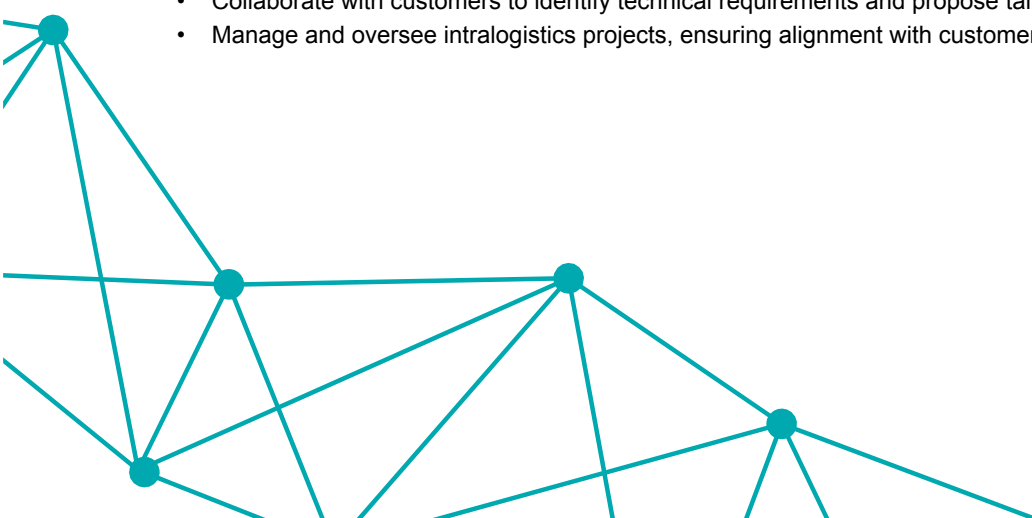 • Collaborate with customers to identify technical requirements and propose
• Manage and oversee intralogistics projects, ensuring alignment with customer